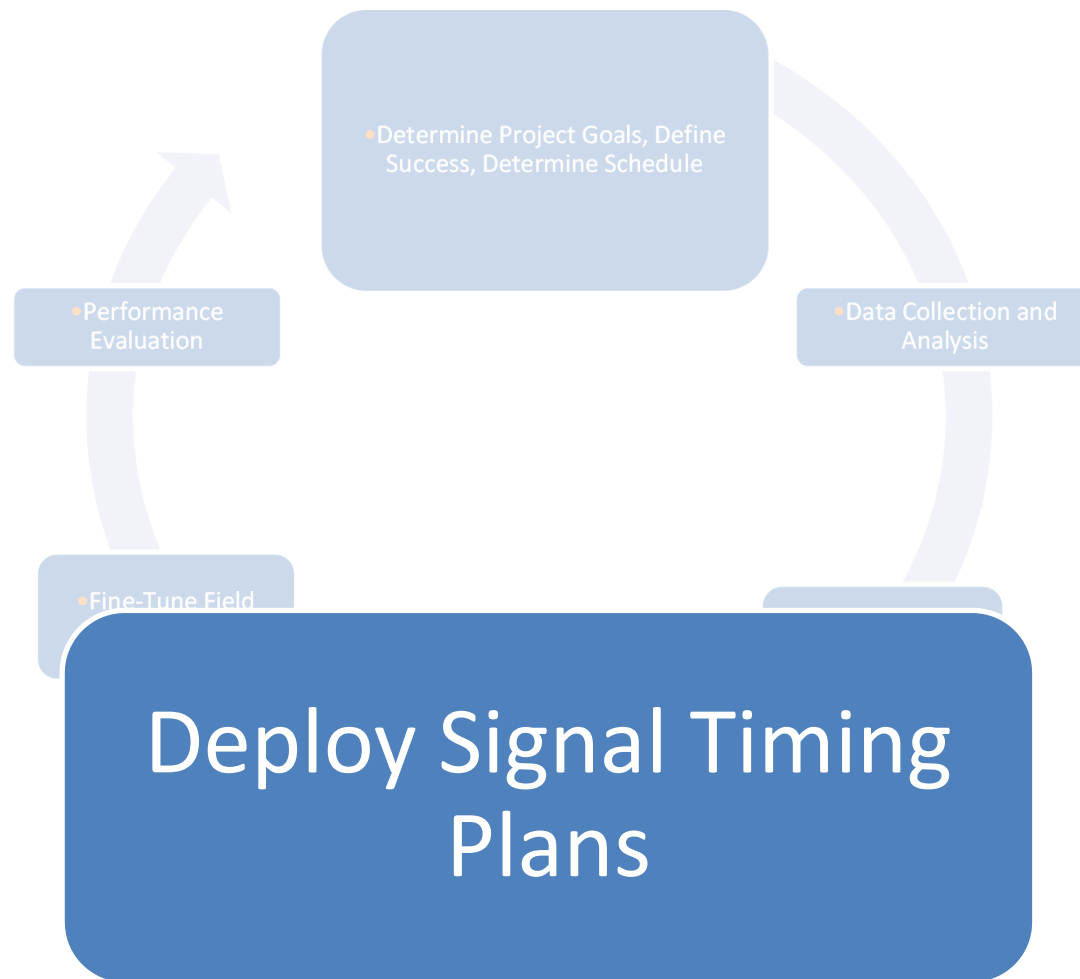 •Determine Project Goals, Define
Success, Determine Schedule
•Performance
Evaluation
•Data Collection and
Analysis
•Fine-Tune Field
Deploy Signal Timing
Plans